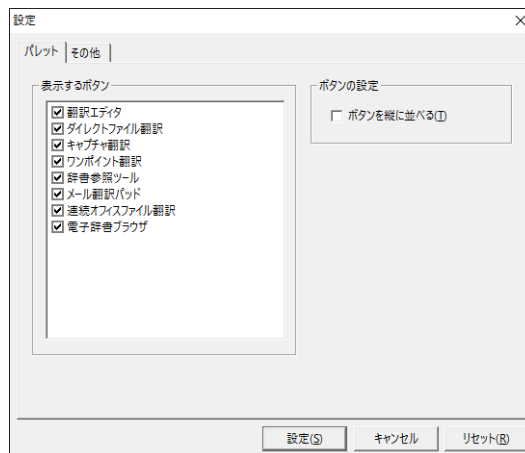 設定
パレット その他
表示するボタン
翻訳エディタ
ダイレクトファイル翻訳
キャプチャ翻訳
ワンポイント翻訳
辞書参照ツール
メール翻訳パッド
連続オフィスファイル翻訳
電子辞書ブラウザ
ボタンの設定
ボタンを縦に並べる(T)
設定(S) キャンセル リセット(R)